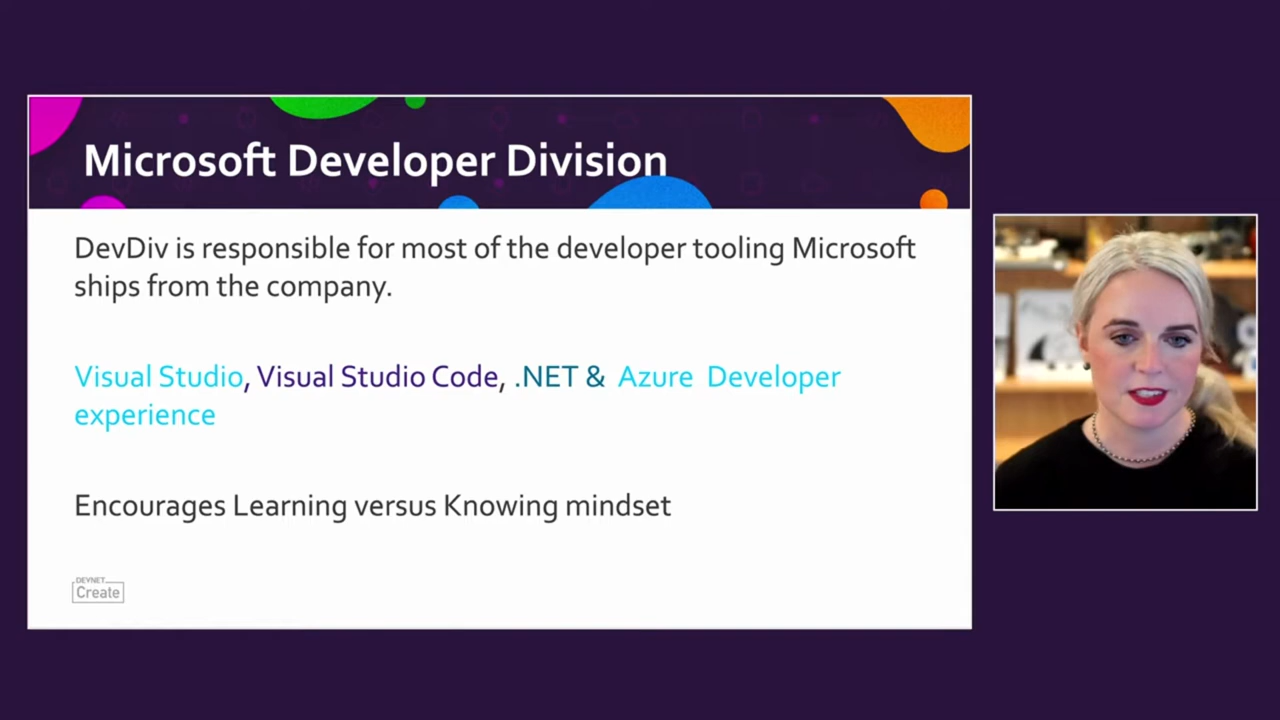 Microsoft Developer Division
DevDiv is responsible for most of the developer tooling Microsoft
ships from the company.
Visual Studio, Visual Studio Code, .NET & Azure Developer
experience
Encourages Learning versus Knowing mindset
DEVNET
Create